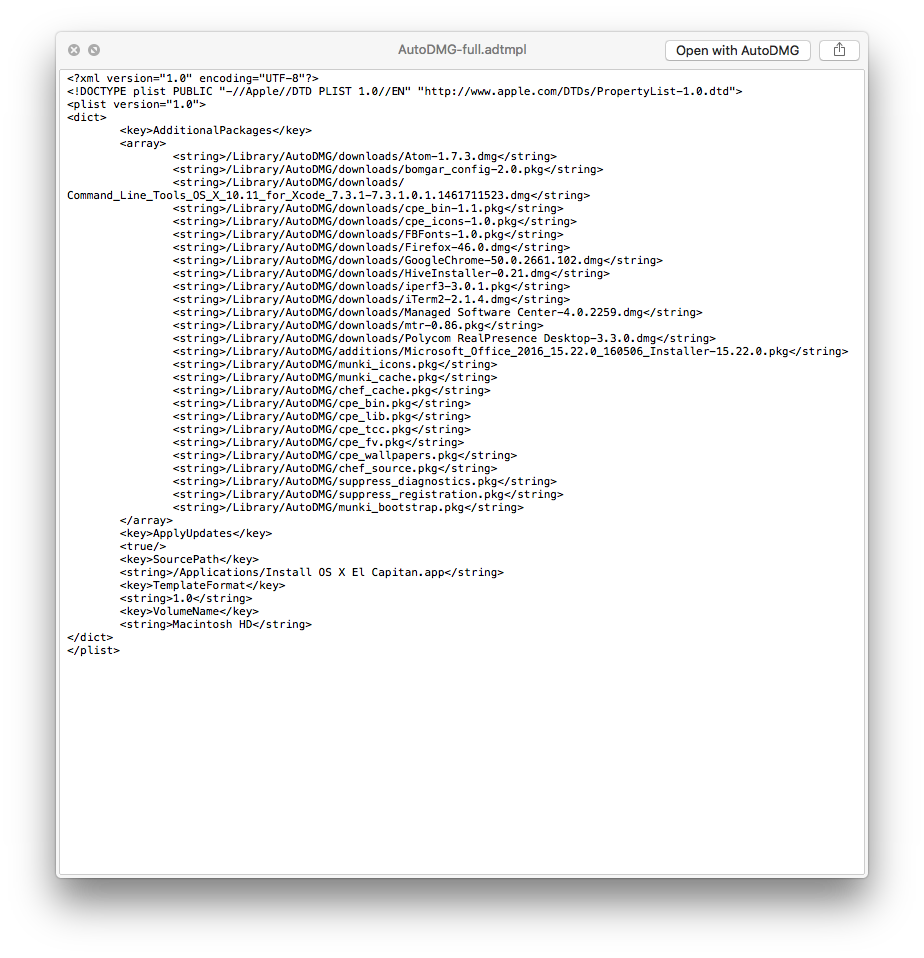 AutoDMG-full.adtmpl
Open with AutoDMG
<?xml version="1.0" encoding="UTF-8"?>
<!DOCTYPE plist PUBLIC "-//Apple//DTD PLIST 1.0//EN" "http://www.apple.com/DTDs/PropertyList-1.0.dtd">
<plist version="1.0">
<dict>
<key>AdditionalPackages</key>
<array>
<string>/Library/AutoDMG/downloads/Atom-1.7.3.dmg</string>
<string>/Library/AutoDMG/downloads/bomgar_config-2.0.pkg</string>
<string>/Library/AutoDMG/downloads/
Command_Line_Tools_OS_X_10.11_for_Xcode_7.3.1-7.3.1.0.1.1461711523.dmg</string>
<string>/Library/AutoDMG/downloads/cpe_bin-1.1.pkg</string>
<string>/Library/AutoDMG/downloads/cpe_icons-1.0.pkg</string>
<string>/Library/AutoDMG/downloads/FBFonts-1.0.pkg</string>
<string>/Library/AutoDMG/downloads/Firefox-46.0.dmg</string>
<string>/Library/AutoDMG/downloads/GoogleChrome-50.0.2661.102.dmg</string>
<string>/Library/AutoDMG/downloads/HiveInstaller-0.21.dmg</string>
<string>/Library/AutoDMG/downloads/iperf3-3.0.1.pkg</string>
<string>/Library/AutoDMG/downloads/iTerm2-2.1.4.dmg</string>
<string>/Library/AutoDMG/downloads/Managed Software Center-4.0.2259.dmg</string>
<string>/Library/AutoDMG/downloads/mtr-0.86.pkg</string>
<string>/Library/AutoDMG/downloads/Polycom RealPresence Desktop-3.3.0.dmg</string>
<string>/Library/AutoDMG/additions/Microsoft_Office_2016_15.22.0_160506_Installer-15.22.0.pkg</string>
<string>/Library/AutoDMG/munki_icons.pkg</string>
<string>/Library/AutoDMG/munki_cache.pkg</string>
<string>/Library/AutoDMG/chef_cache.pkg</string>
<string>/Library/AutoDMG/cpe_bin.pkg</string>
<string>/Library/AutoDMG/cpe_lib.pkg</string>
<string>/Library/AutoDMG/cpe_tcc.pkg</string>
<string>/Library/AutoDMG/cpe_fv.pkg</string>
<string>/Library/AutoDMG/cpe_wallpapers.pkg</string>
<string>/Library/AutoDMG/chef_source.pkg</string>
<string>/Library/AutoDMG/suppress_diagnostics.pkg</string>
<string>/Library/AutoDMG/suppress_registration.pkg</string>
<string>/Library/AutoDMG/munki_bootstrap.pkg</string>
</array>
<key>ApplyUpdates</key>
<true/>
<key>SourcePath</key>
<string>/Applications/Install OS X El Capitan.app</string>
<key>TemplateFormat</key>
<string>1.0</string>
<key>VolumeName</key>
<string>Macintosh HD</string>
</dict>
</plist>